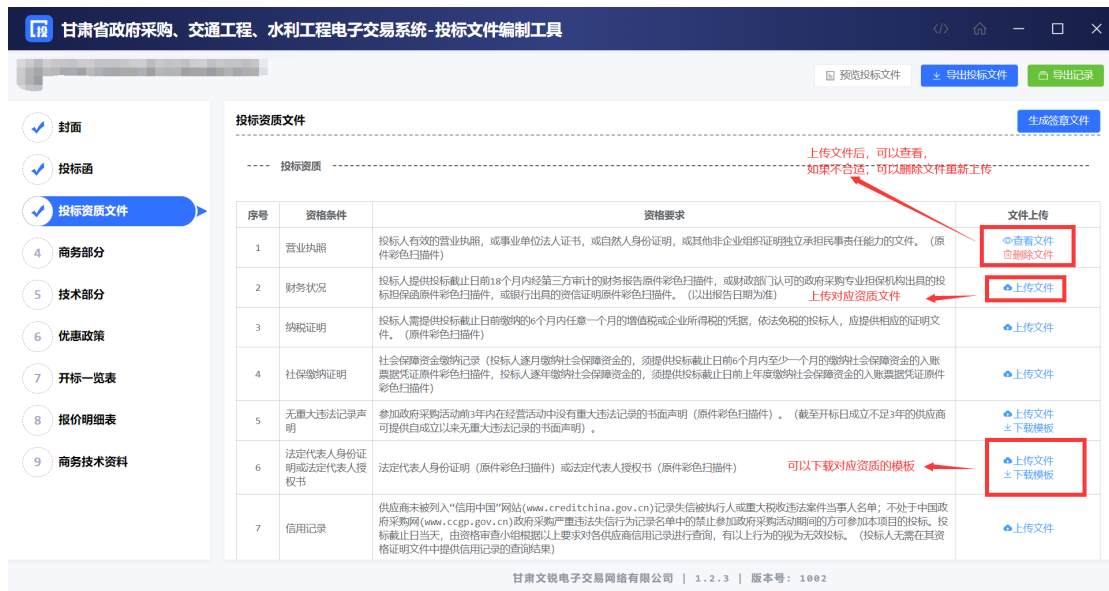 投 甘肃省政府采购、交通工程、水利工程电子交易系统-投标文件编制工具
预览投标文件 导出投标文件 导出记录
封面
投标函
投标资质文件
4 商务部分
5 技术部分
6 优惠政策
7 开标一览表
8 报价明细表
9 商务技术资料
投标资质文件 生成签章文件
投标资质
上传文件后，可以查看，
如果不合适，可以删除文件重新上传
序号 资格条件 资格要求 文件上传
1 营业执照 投标人有效的营业执照，或事业单位法人证书，或自然人身份证明，或其他非企业组织证明独立承担民事责任能力的文件。（原
件彩色扫描件）
查看文件
删除文件
2 财务状况 投标人提供投标截止日前18个月内经第三方审计的财务报告原件彩色扫描件，或财政部门认可的政府采购专业担保机构出具的投
标担保函原件彩色扫描件，或银行出具的资信证明原件彩色扫描件。（以出报告日期为准）
上传对应资质文件
上传文件
3 纳税证明 投标人需提供投标截止日前缴纳的6个月内任意一个月的增值税或企业所得税的凭据，依法免税的投标人，应提供相应的证明文
件。（原件彩色扫描件）
上传文件
4 社保缴纳证明 社会保障资金缴纳记录（投标人逐月缴纳社会保障资金的，须提供投标截止日前6个月内至少一个月的缴纳社会保障资金的入账
票据凭证原件彩色扫描件，投标人逐年缴纳社会保障资金的，须提供投标截止日前上年度缴纳社会保障资金的入账票据凭证原件
彩色扫描件）
上传文件
5 无重大违法记录声
明
参加政府采购活动前3年内在经营活动中没有重大违法记录的书面声明（原件彩色扫描件）。（截至开标日成立不足3年的供应商
可提供自成立以来无重大违法记录的书面声明）.
上传文件
下载模板
6 法定代表人身份证
明或法定代表人授
权书
法定代表人身份证明（原件彩色扫描件）或法定代表人授权书（原件彩色扫描件）
可以下载对应资质的模板
上传文件
下载模板
7 信用记录 供应商未被列入“信用中国”网站(www.creditchina.gov.cn)记录失信被执行人或重大税收违法案件当事人名单；不处于中国政
府采购网(www.ccgp.gov.cn)政府采购严重违法失信行为记录名单中的禁止参加政府采购活动期间的方可参加本项目的投标。投
标截止日当天，由资格审查小组根据以上要求对各供应商信用记录进行查询，有以上行为的视为无效投标。（投标人无需在其资
格证明文件中提供信用记录的查询结果）
上传文件
甘肃文锐电子交易网络有限公司 | 1.2.3 | 版本号: 1002